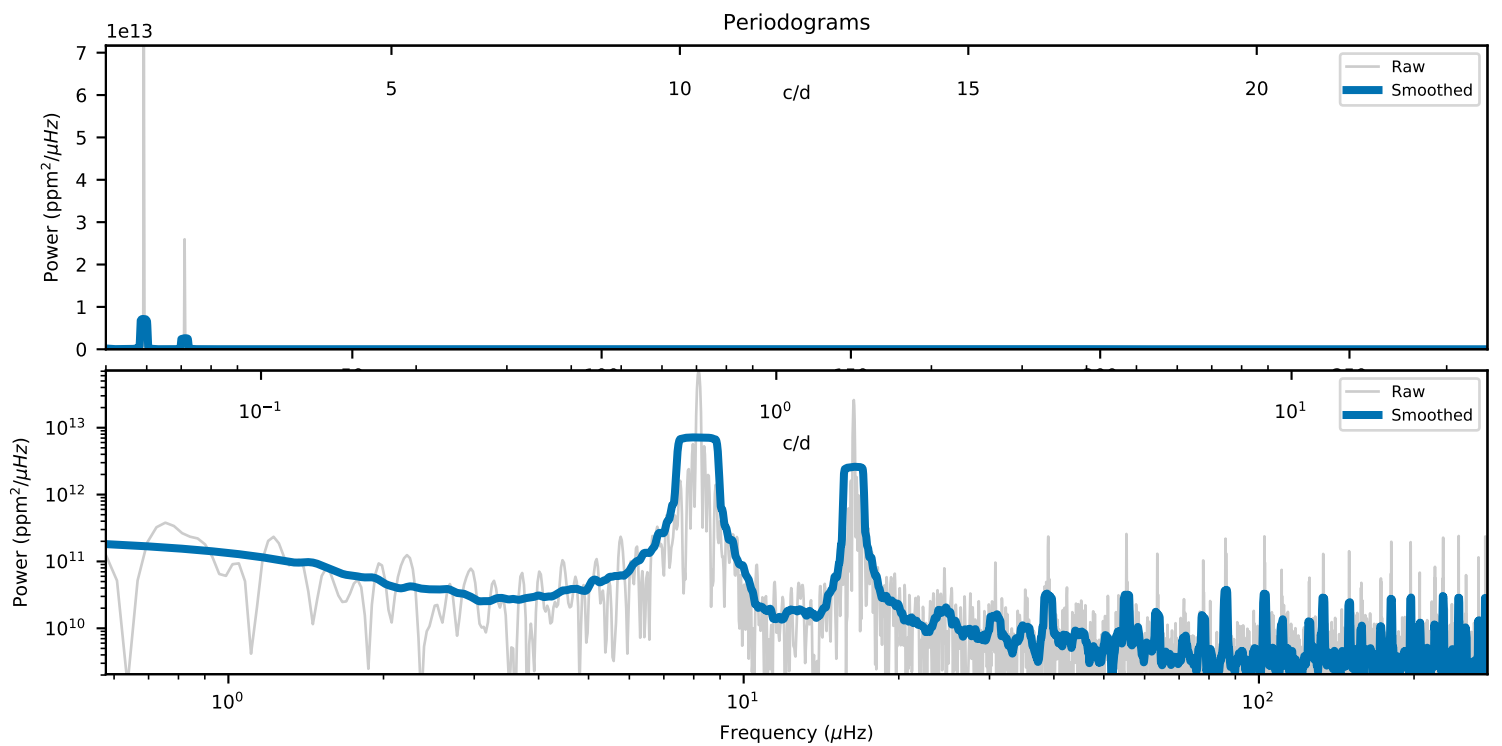 Periodograms
1e13
7
6
5
4
3
2
1
0
Power (ppm²/μHz)
5 10 15 20
c/d
Raw
Smoothed
10⁻¹ 10⁰ 10¹
c/d
Raw
Smoothed
10¹³
10¹²
10¹¹
10¹⁰
Power (ppm²/μHz)
10⁰ 10¹ 10²
Frequency (μHz)